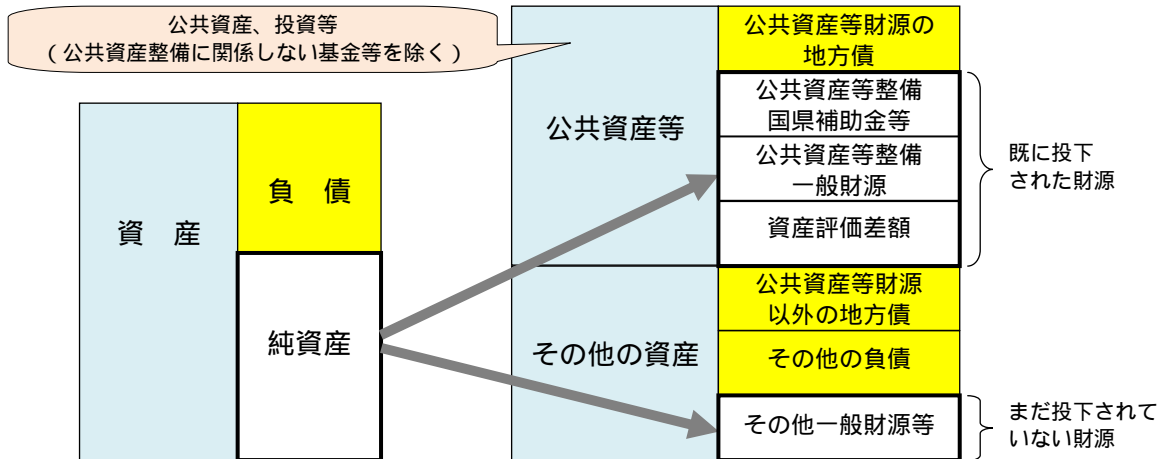 公共資産、投資等
（公共資産整備に関係しない基金等を除く）
資　産
負　債
純資産
公共資産等
公共資産等財源の
地方債
公共資産等整備
国県補助金等
公共資産等整備
一般財源
資産評価差額
既に投下
された財源
その他の資産
公共資産等財源
以外の地方債
その他の負債
その他一般財源等
まだ投下されて
いない財源